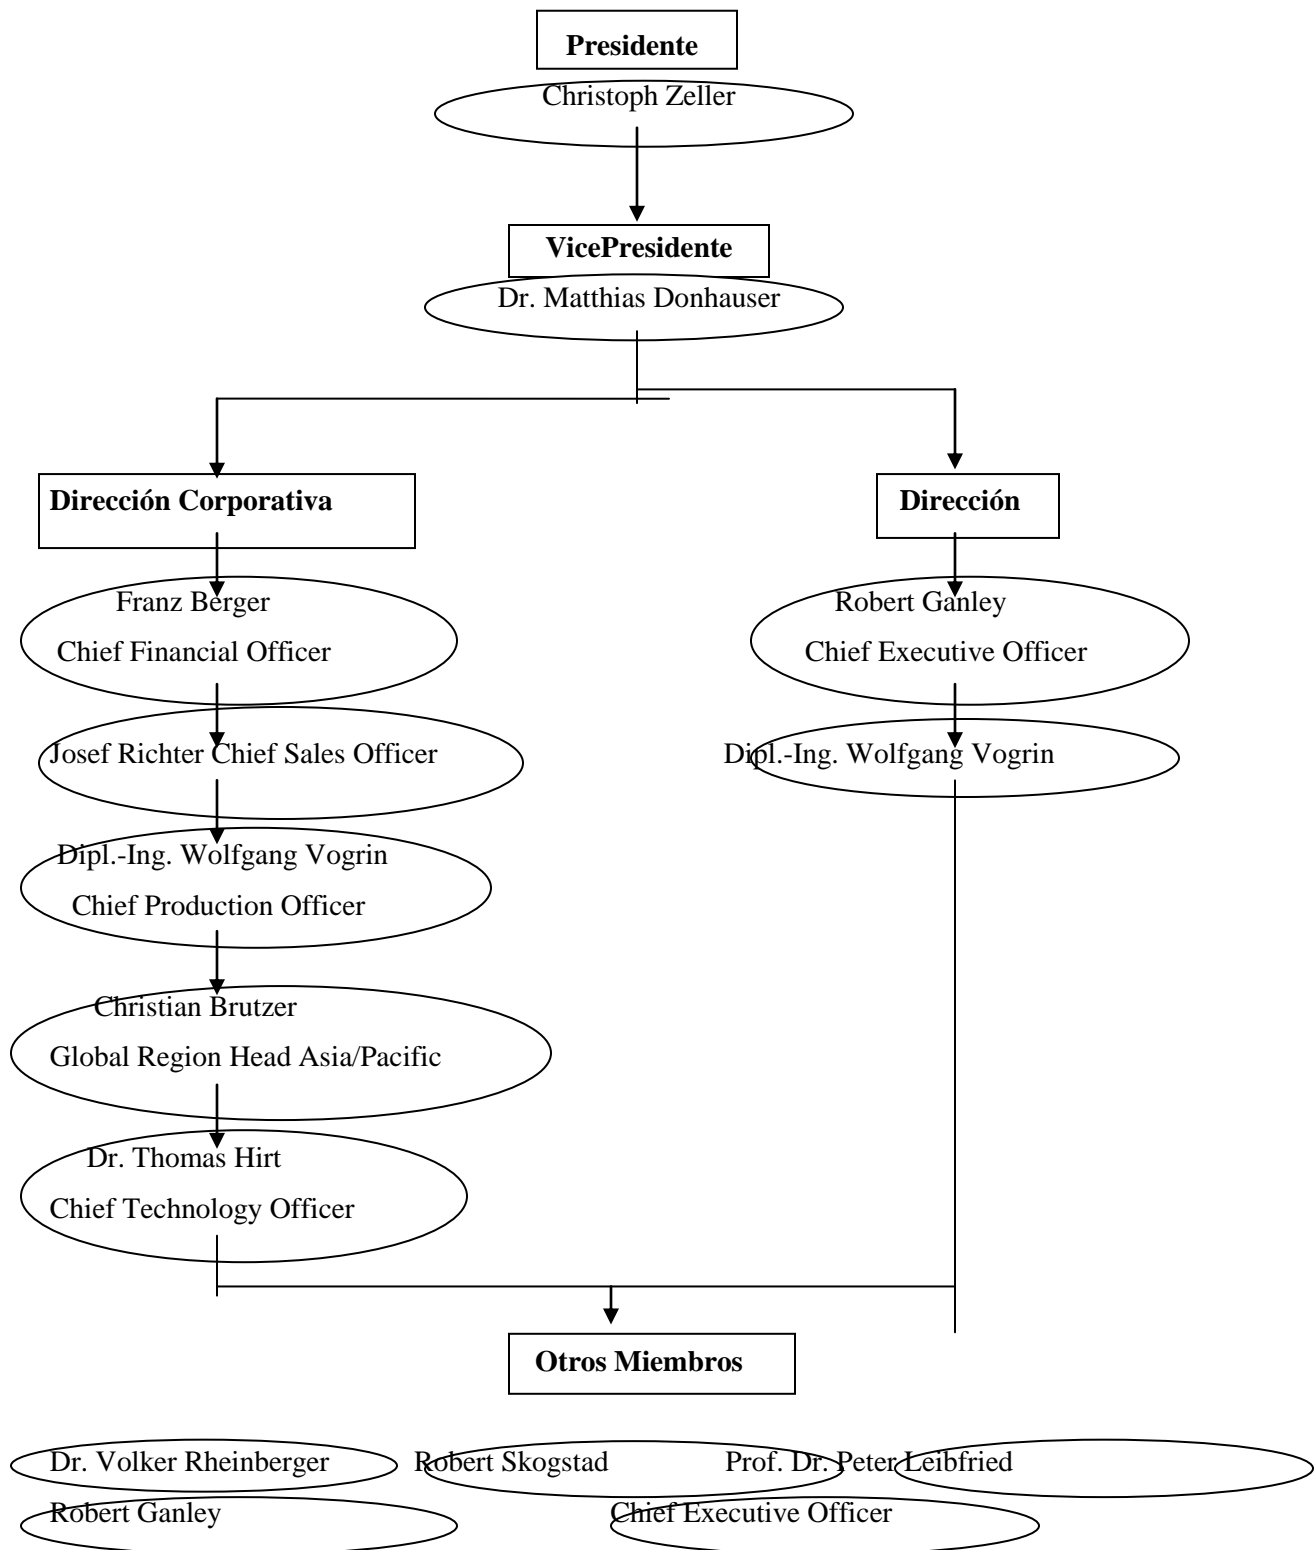 Presidente
Christoph Zeller
VicePresidente
Dr. Matthias Donhauser
Dirección Corporativa
Dirección
Franz Berger
Chief Financial Officer
Robert Ganley
Chief Executive Officer
Josef Richter Chief Sales Officer
Dipl.-Ing. Wolfgang Vogrin
Dipl.-Ing. Wolfgang Vogrin
Chief Production Officer
Christian Brutzer
Global Region Head Asia/Pacific
Dr. Thomas Hirt
Chief Technology Officer
Otros Miembros
Dr. Volker Rheinberger
Robert Skogstad
Prof. Dr. Peter Leibfried
Robert Ganley
Chief Executive Officer